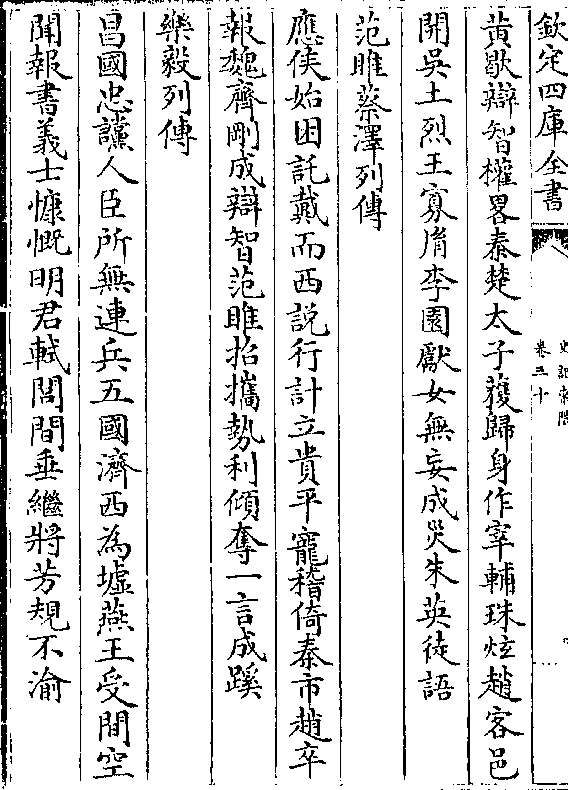 欽定四庫全書
史記索隱
卷三十
黄歇辯智權畧秦楚太子獲歸身作宰輔珠炫趙客邑
開吳土烈王寡𦙍李園獻女無妄成災朱英徒語
范睢蔡澤列傳
應侯始困託載而西説行計立貴平寵稽倚秦市趙卒
報魏齊剛成辯智范睢招攜勢利傾奪一言成蹊
樂毅列傳
昌國忠讜人臣所無連兵五國濟西為墟燕王受間空
聞報書義士慷慨明君軾閭間垂繼將芳規不渝